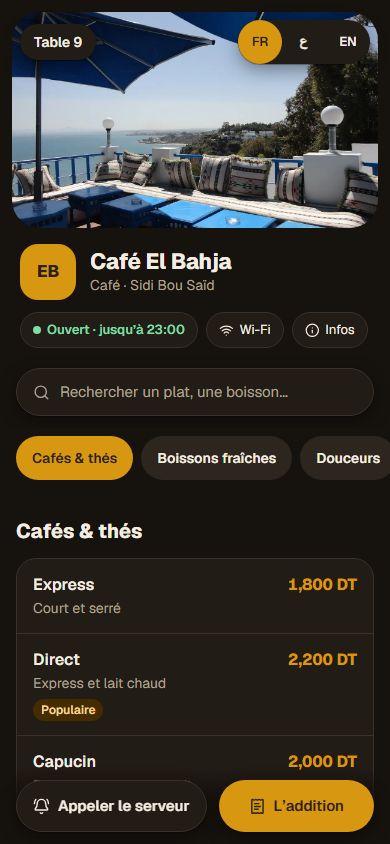 Table 9
FR
ع
EN
EB
Café El Bahja
Café · Sidi Bou Saïd
Ouvert · jusqu'à 23:00
Wi-Fi
Infos
Rechercher un plat, une boisson...
Cafés & thés
Boissons fraîches
Douceurs
Cafés & thés
Express
1,800 DT
Court et serré
Direct
2,200 DT
Express et lait chaud
Populaire
Capucin
2,000 DT
Appeler le serveur
L'addition